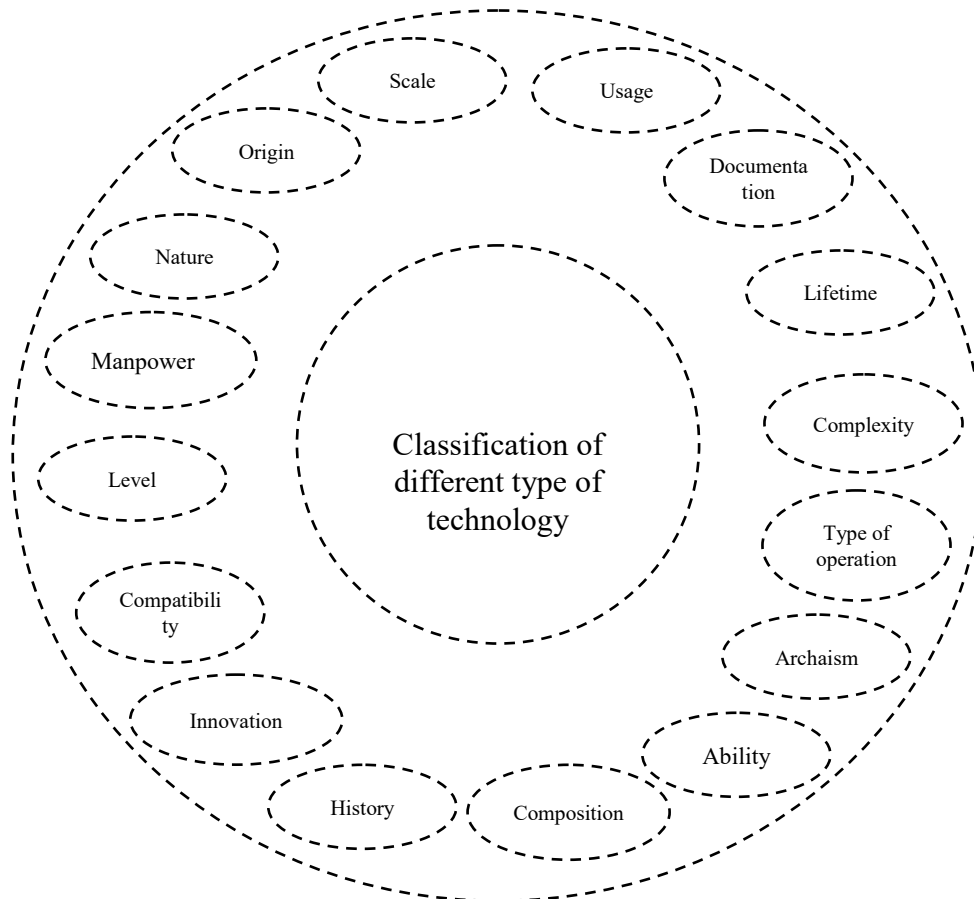 Scale
Usage
Documenta
tion
Lifetime
Complexity
Type of
operation
Archaism
Ability
Composition
History
Innovation
Compatibili
ty
Level
Manpower
Nature
Origin
Classification of
different type of
technology